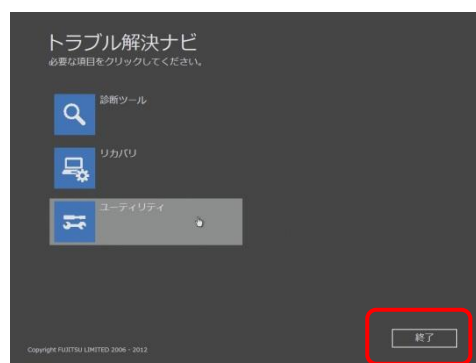 トラブル解決ナビ
必要な項目をクリックしてください。
診断ツール
リカバリ
ユーティリティ
終了
Copyright FUJITSU LIMITED 2006 - 2012